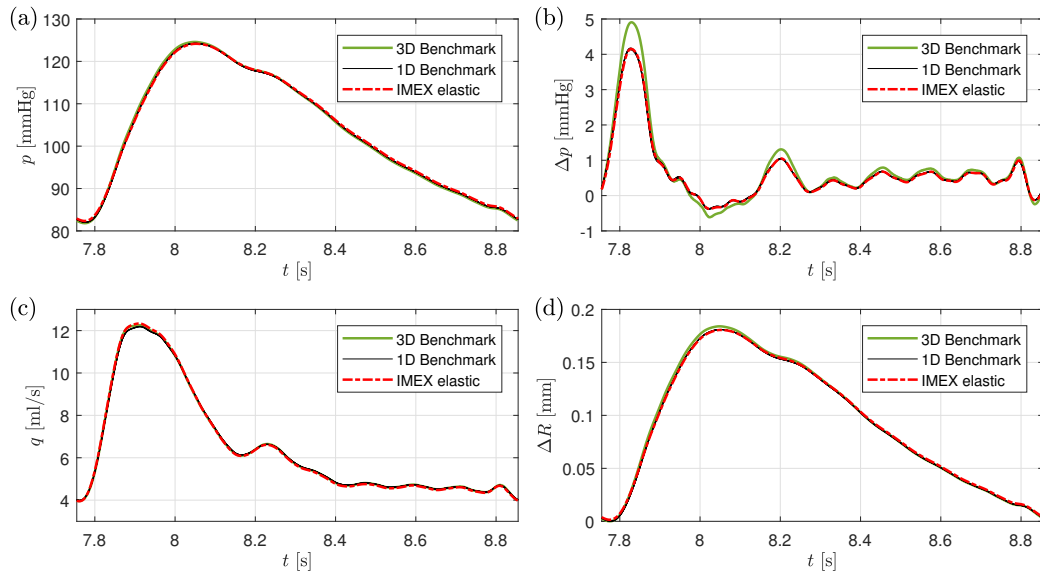 (a)
130
120
110
100
90
80
p [mmHg]
7.8 8 8.2 8.4 8.6 8.8
t [s]
3D Benchmark
1D Benchmark
IMEX elastic
(b)
5
4
3
2
1
0
-1
Δp [mmHg]
7.8 8 8.2 8.4 8.6 8.8
t [s]
3D Benchmark
1D Benchmark
IMEX elastic
(c)
12
10
8
6
4
q [ml/s]
7.8 8 8.2 8.4 8.6 8.8
t [s]
3D Benchmark
1D Benchmark
IMEX elastic
(d)
0.2
0.15
0.1
0.05
0
ΔR [mm]
7.8 8 8.2 8.4 8.6 8.8
t [s]
3D Benchmark
1D Benchmark
IMEX elastic